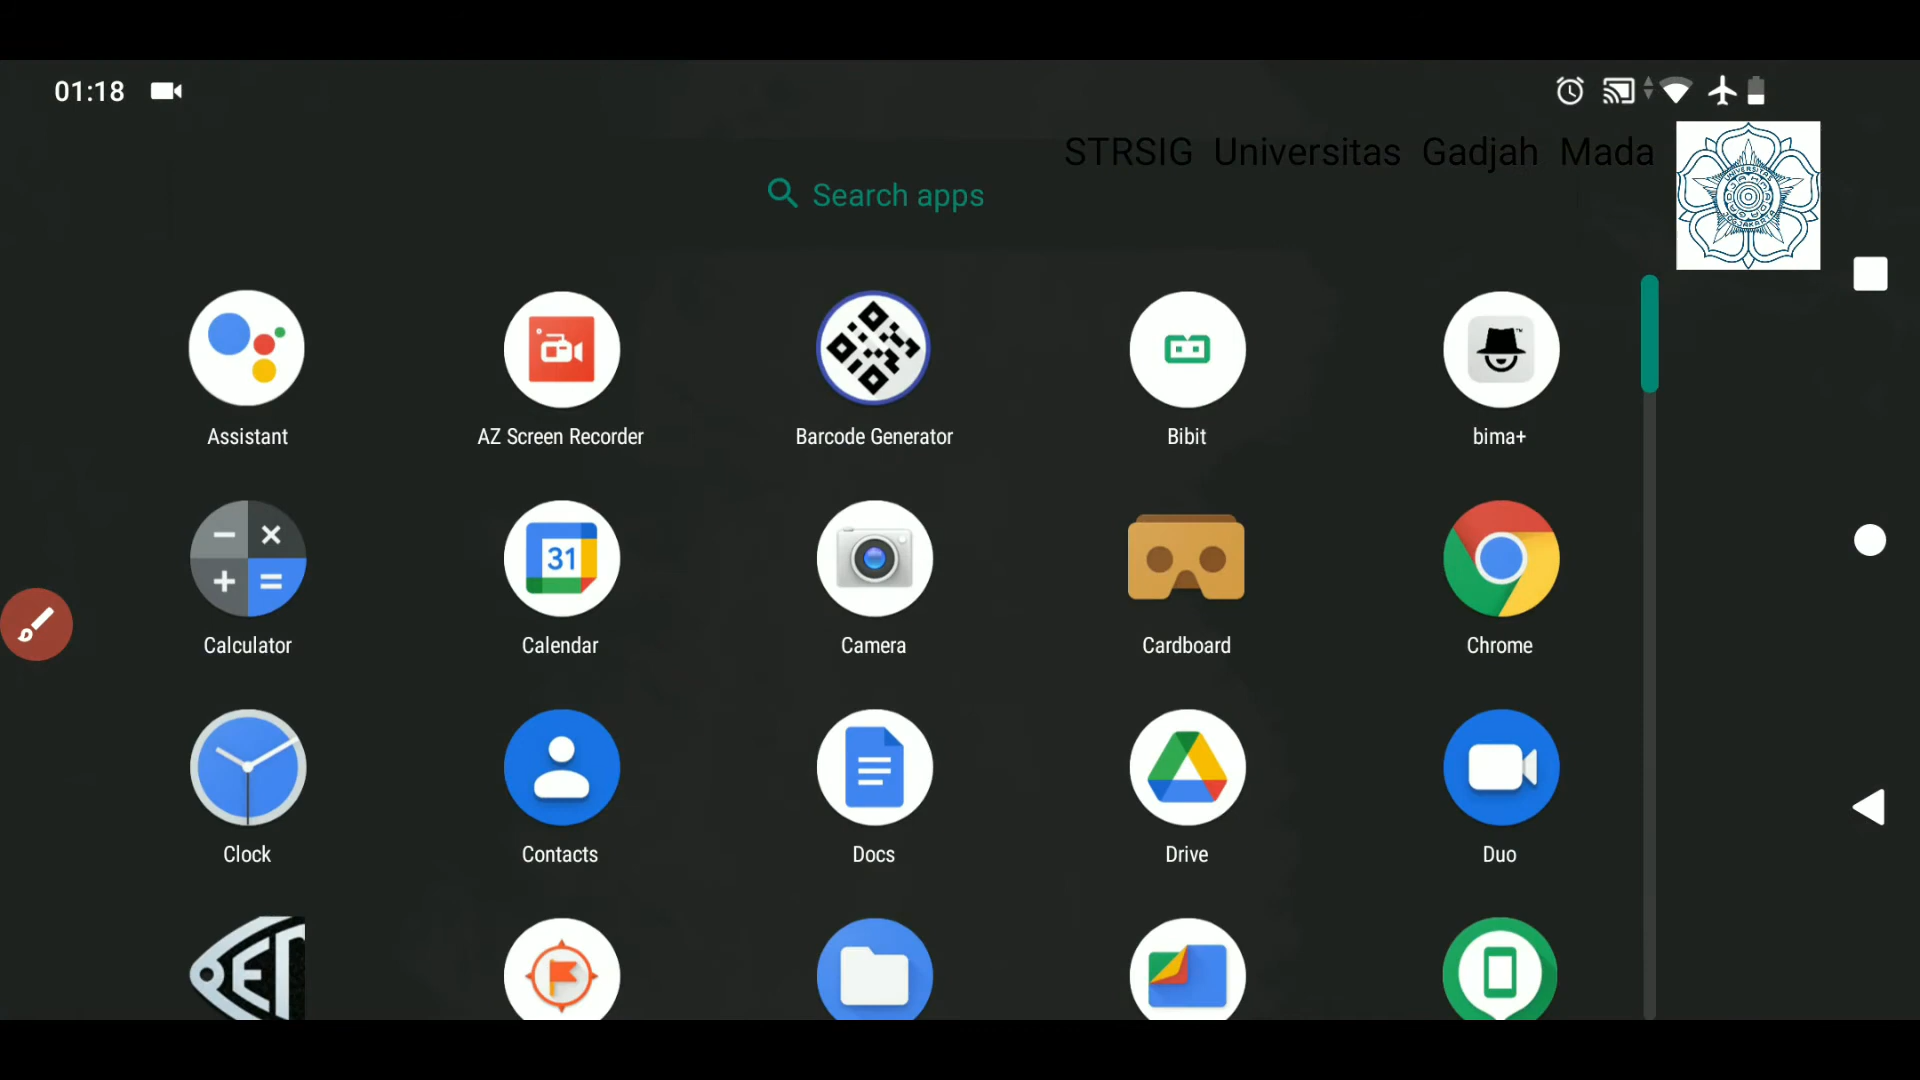 01:18
STRSIG Universitas Gadjah Mada
Search apps
Assistant
AZ Screen Recorder
Barcode Generator
Bibit
bima+
31
Calculator
Calendar
Camera
Cardboard
Chrome
Clock
Contacts
Docs
Drive
Duo